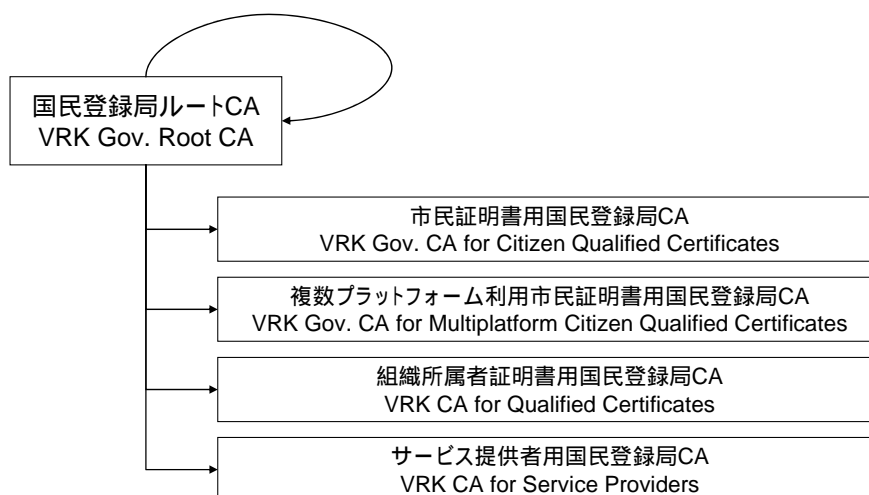 国民登録局ルートCA
VRK Gov. Root CA
市民証明書用国民登録局CA
VRK Gov. CA for Citizen Qualified Certificates
複数プラットフォーム利用市民証明書用国民登録局CA
VRK Gov. CA for Multiplatform Citizen Qualified Certificates
組織所属者証明書用国民登録局CA
VRK CA for Qualified Certificates
サービス提供者用国民登録局CA
VRK CA for Service Providers